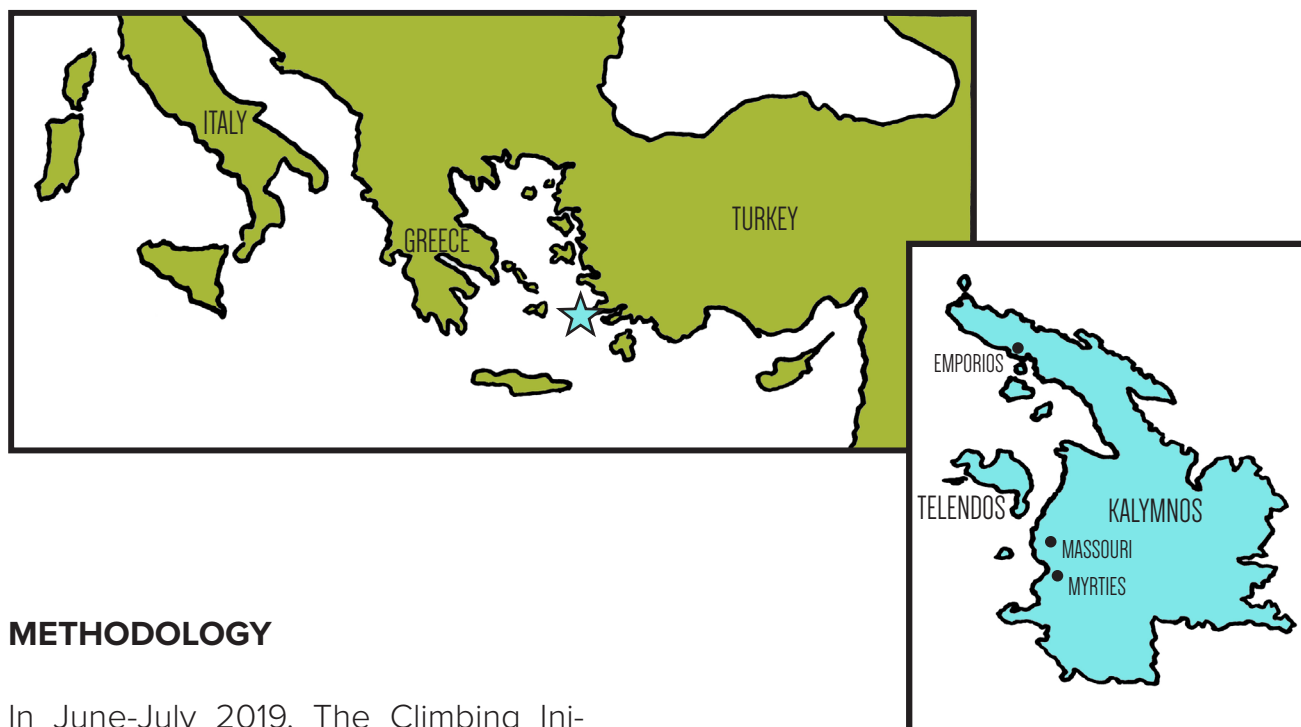 ITALY
GREECE
TURKEY
EMPORIOS
TELENDOS
KALYMNOS
MASSOURI
MYRTIES
METHODOLOGY
In June-July 2019, The Climbing Ini-